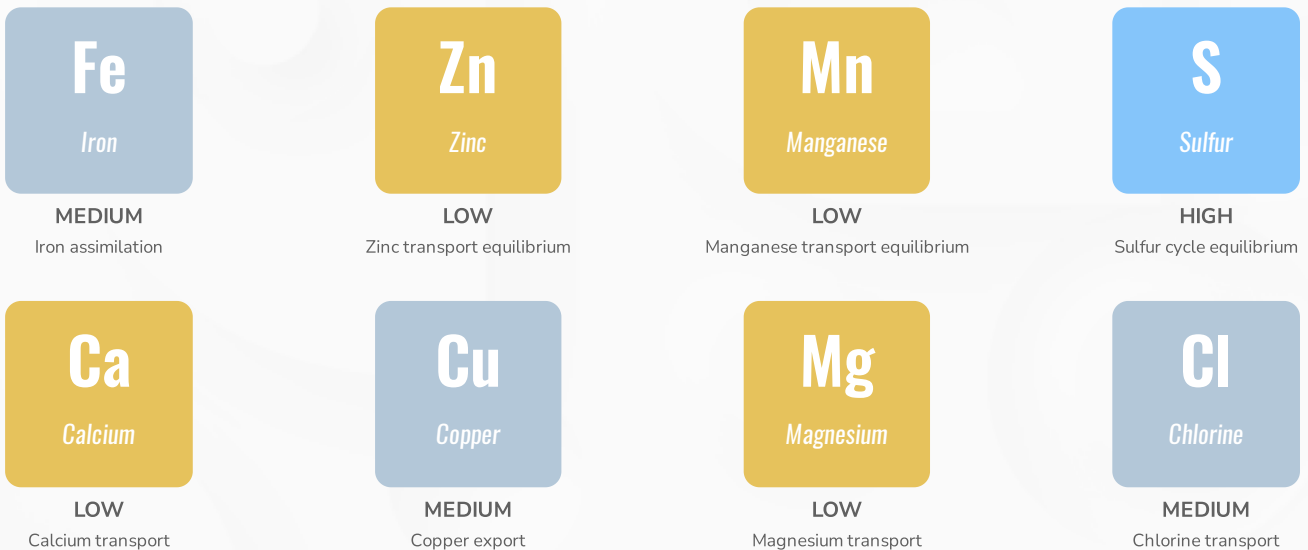 Fe
Zn
Mn
S
Iron
Zinc
Manganese
Sulfur
MEDIUM
LOW
LOW
HIGH
Iron assimilation
Zinc transport equilibrium
Manganese transport equilibrium
Sulfur cycle equilibrium
Ca
Cu
Mg
Cl
Calcium
Copper
Magnesium
Chlorine
LOW
MEDIUM
LOW
MEDIUM
Calcium transport
Copper export
Magnesium transport
Chlorine transport